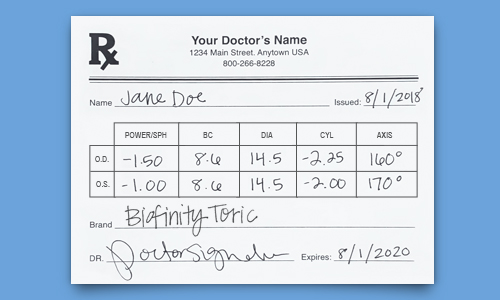 Rx
Your Doctor's Name
1234 Main Street. Anytown USA
800-266-8228
Name Jane Doe Issued: 8/1/2018
POWER/SPH BC DIA CYL AXIS
O.D. -1.50 8.6 14.5 -2.25 160°
O.S. -1.00 8.6 14.5 -2.00 170°
Brand Biofinity Toric
DR. DoctorSignature Expires: 8/1/2020